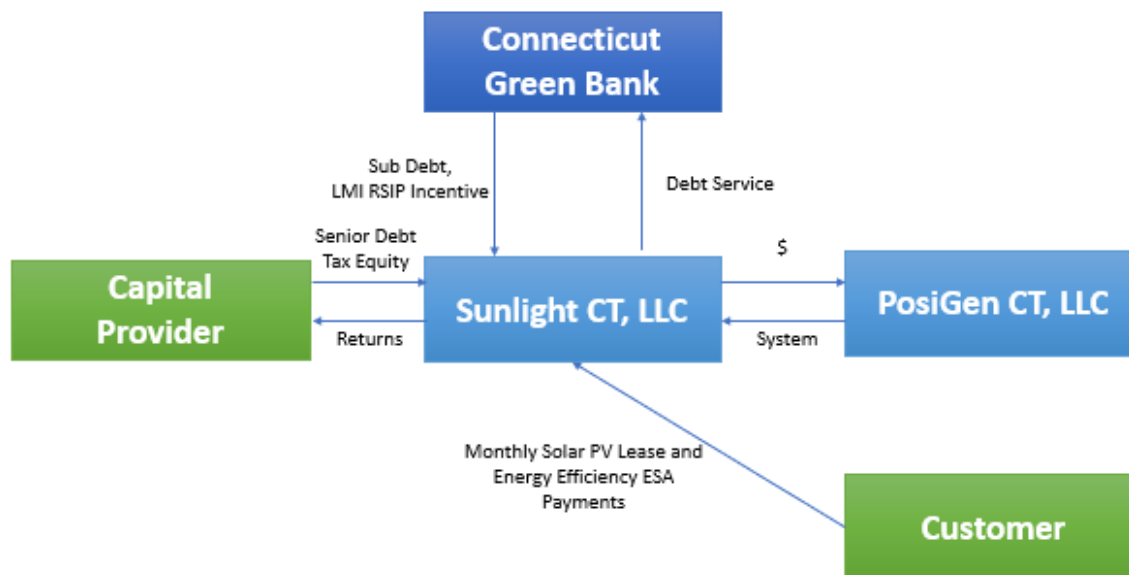 Connecticut
Green Bank
Sub Debt,
LMI RSIP Incentive
Debt Service
Senior Debt
Tax Equity
$
Capital
Provider
Sunlight CT, LLC
PosiGen CT, LLC
Returns
System
Monthly Solar PV Lease and
Energy Efficiency ESA
Payments
Customer